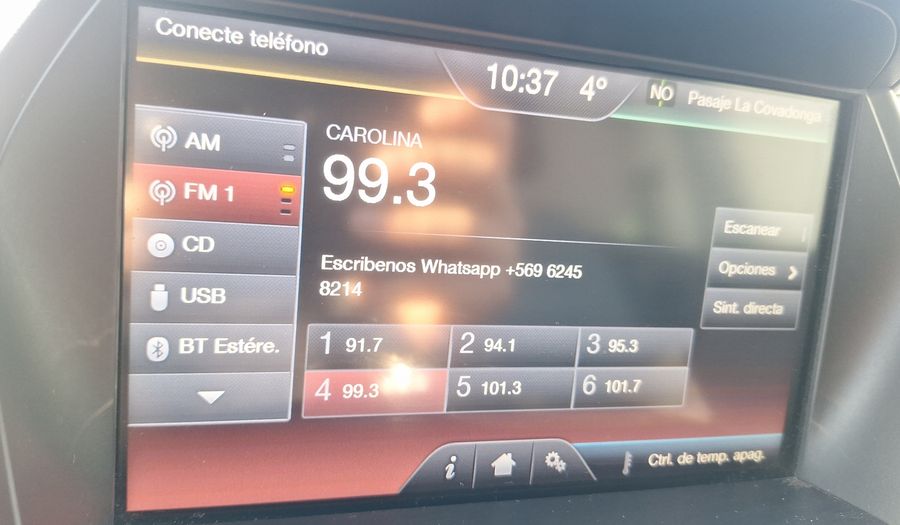 Conecte teléfono
10:37 4º
NO Pasaje La Covadonga
AM
FM 1
CD
USB
BT Estére.
CAROLINA
99.3
Escribenos Whatsapp +569 6245
8214
Escanear
Opciones
Sint. directa
1 91.7 2 94.1 3 95.3
4 99.3 5 101.3 6 101.7
i
Ctrl. de temp. apag.